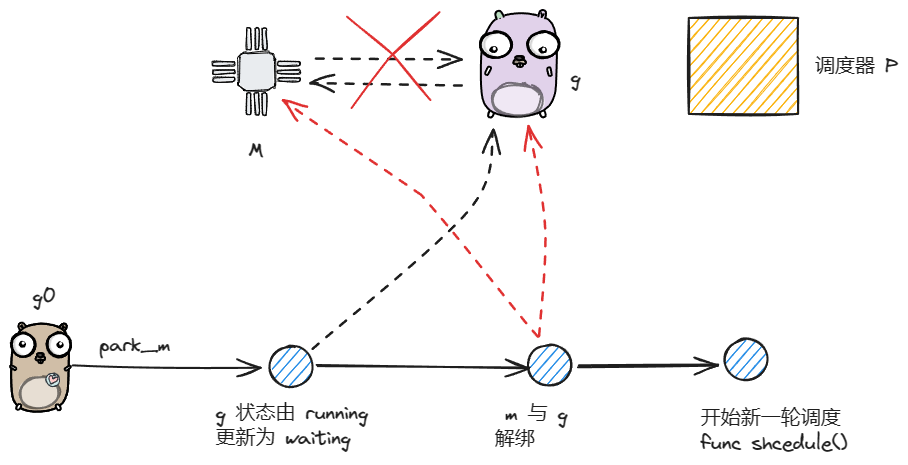 g
调度器 P
M
g0
park_m
g 状态由 running
更新为 waiting
m 与 g
解绑
开始新一轮调度
func shcedule()